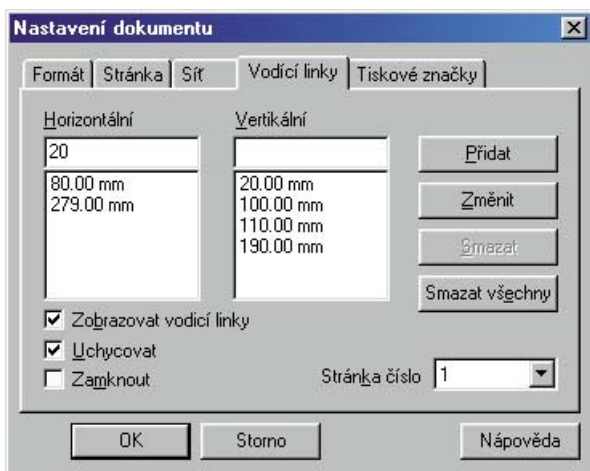 Nastavení dokumentu
Formát Stránka Síť Vodící linky Tiskové značky
Horizontální
20
80.00 mm
279.00 mm
Vertikální
20.00 mm
100.00 mm
110.00 mm
190.00 mm
Přidat
Změnit
Smazat
Smazat všechny
Zobrazovat vodicí linky
Uchycovat
Zamknout
Stránka číslo 1
OK Storno Nápověda